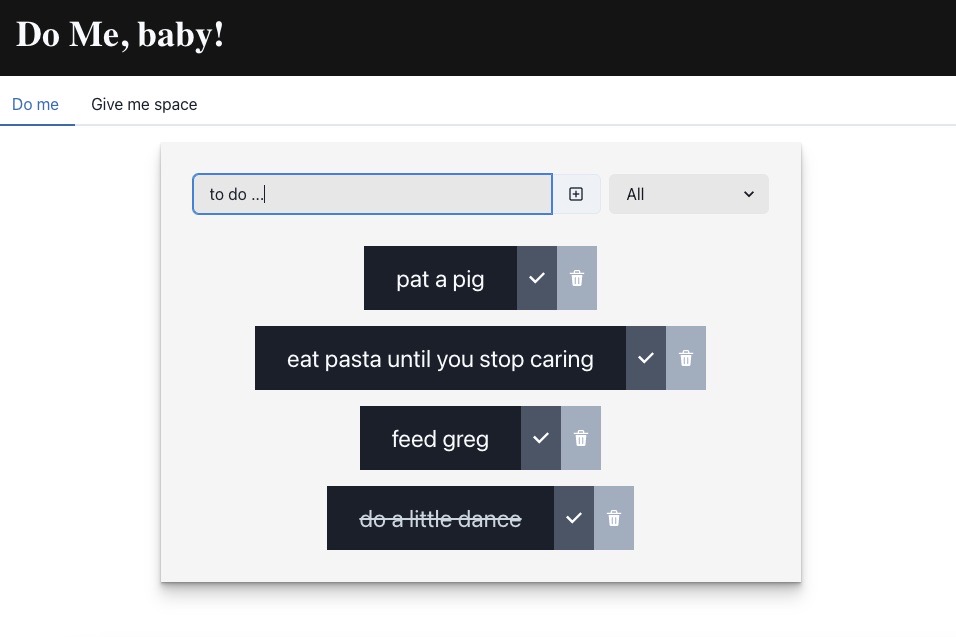 Do Me, baby!
Do me Give me space
to do ... All
pat a pig
eat pasta until you stop caring
feed greg
do a little dance